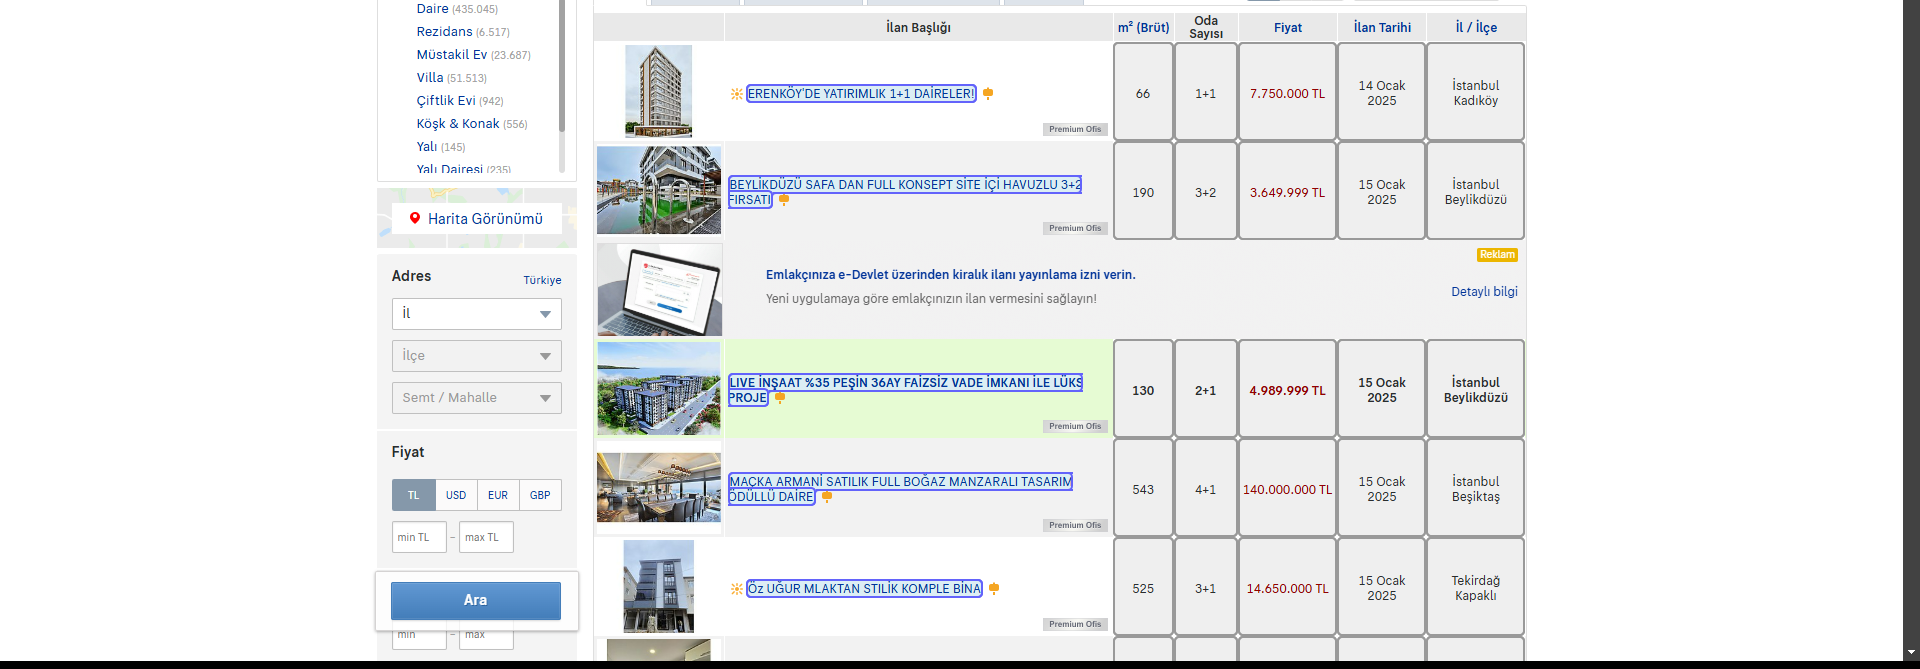 Daire (435.045)
Rezidans (6.517)
Müstakil Ev (23.687)
Villa (51.513)
Çiftlik Evi (942)
Köşk & Konak (556)
Yalı (145)
Yalı Dairesi (235)
Harita Görünümü
Adres
Türkiye
İl
İlçe
Semt / Mahalle
Fiyat
TL USD EUR GBP
min TL – max TL
Ara
min – max
İlan Başlığı
m² (Brüt)
Oda
Sayısı
Fiyat
İlan Tarihi
İl / İlçe
ERENKÖY'DE YATIRIMLIK 1+1 DAİRELER!
Premium Ofis
66
1+1
7.750.000 TL
14 Ocak
2025
İstanbul
Kadıköy
BEYLİKDÜZÜ SAFA DAN FULL KONSEPT SİTE İÇİ HAVUZLU 3+2
FIRSATI
Premium Ofis
190
3+2
3.649.999 TL
15 Ocak
2025
İstanbul
Beylikdüzü
Reklam
Emlakçınıza e-Devlet üzerinden kiralık ilanı yayınlama izni verin.
Yeni uygulamaya göre emlakçınızın ilan vermesini sağlayın!
Detaylı bilgi
LIVE İNŞAAT %35 PEŞİN 36AY FAİZSİZ VADE İMKANI İLE LÜKS
PROJE
Premium Ofis
130
2+1
4.989.999 TL
15 Ocak
2025
İstanbul
Beylikdüzü
MAÇKA ARMANİ SATILIK FULL BOĞAZ MANZARALI TASARIM
ÖDÜLLÜ DAİRE
Premium Ofis
543
4+1
140.000.000 TL
15 Ocak
2025
İstanbul
Beşiktaş
Öz UĞUR MLAKTAN STILİK KOMPLE BİNA
Premium Ofis
525
3+1
14.650.000 TL
15 Ocak
2025
Tekirdağ
Kapaklı